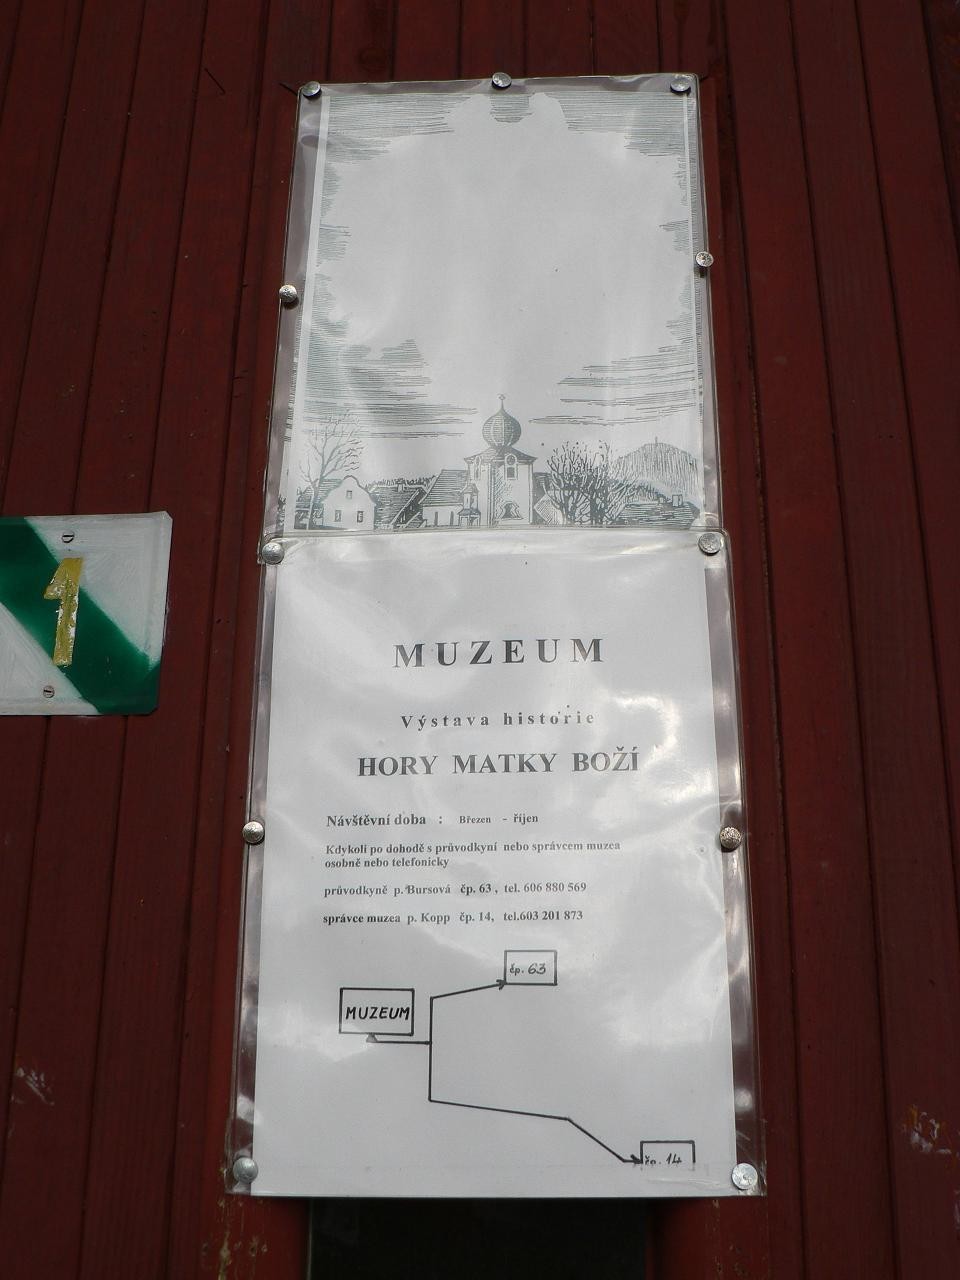 1
MUZEUM
Výstava historie
HORY MATKY BOŽÍ
Návštěvní doba : Březen - říjen
Kdykoli po dohodě s průvodkyní nebo správcem muzea
osobně nebo telefonicky
průvodkyně p. Bursová čp. 63 , tel. 606 880 569
správce muzea p. Kopp čp. 14, tel.603 201 873
čp. 63
MUZEUM
čp. 14